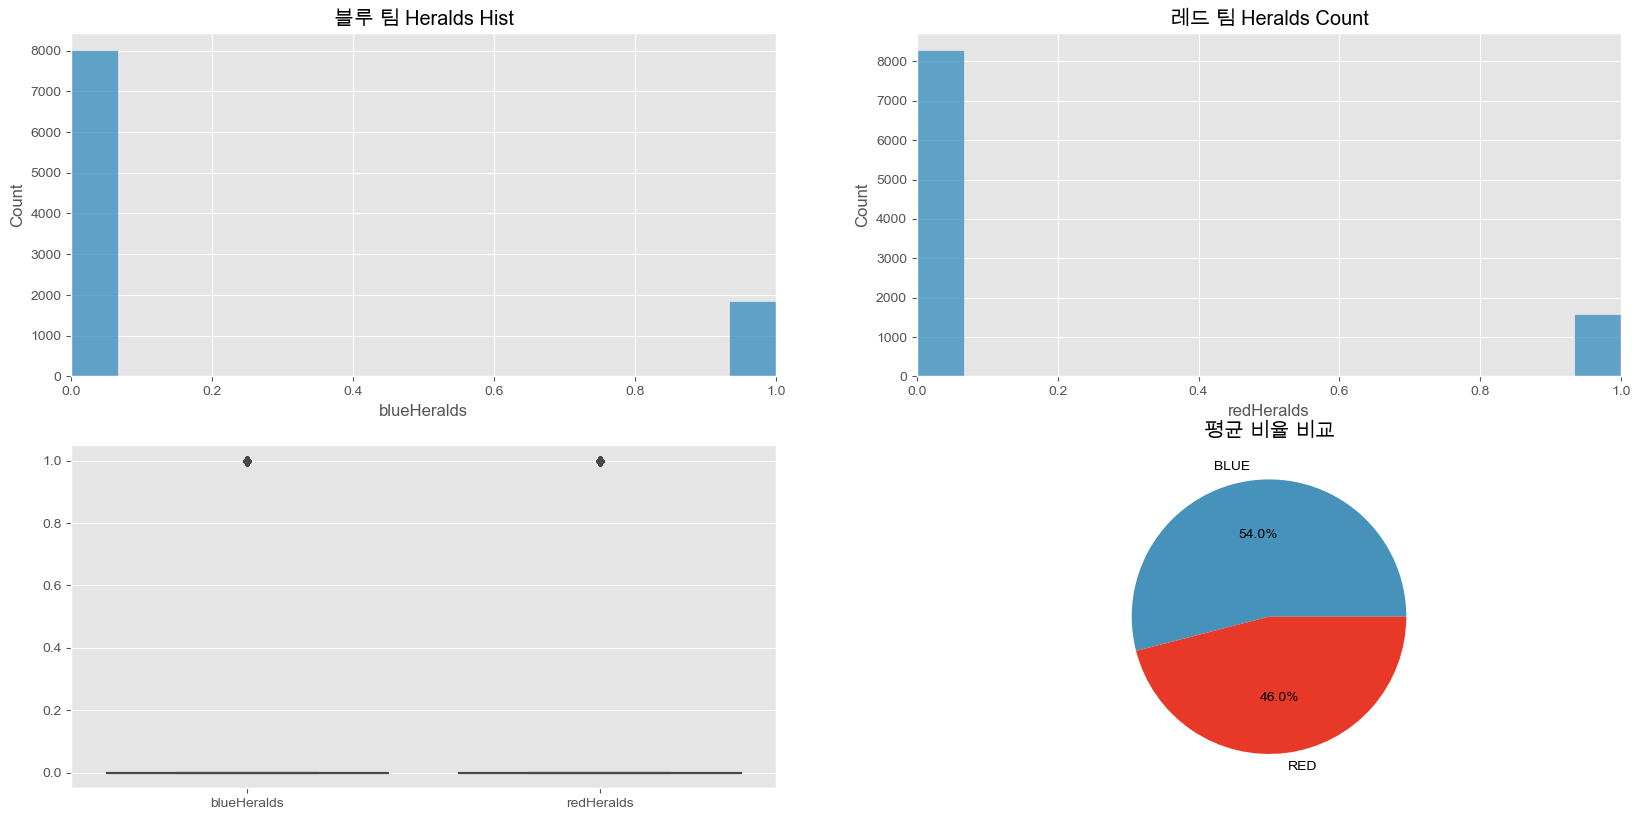 블루 팀 Heralds Hist
8000
7000
6000
5000
4000
3000
2000
1000
0
Count
0.0 0.2 0.4 0.6 0.8 1.0
blueHeralds
레드 팀 Heralds Count
8000
7000
6000
5000
4000
3000
2000
1000
0
Count
0.0 0.2 0.4 0.6 0.8 1.0
redHeralds
1.0
0.8
0.6
0.4
0.2
0.0
blueHeralds redHeralds
평균 비율 비교
BLUE
54.0%
46.0%
RED